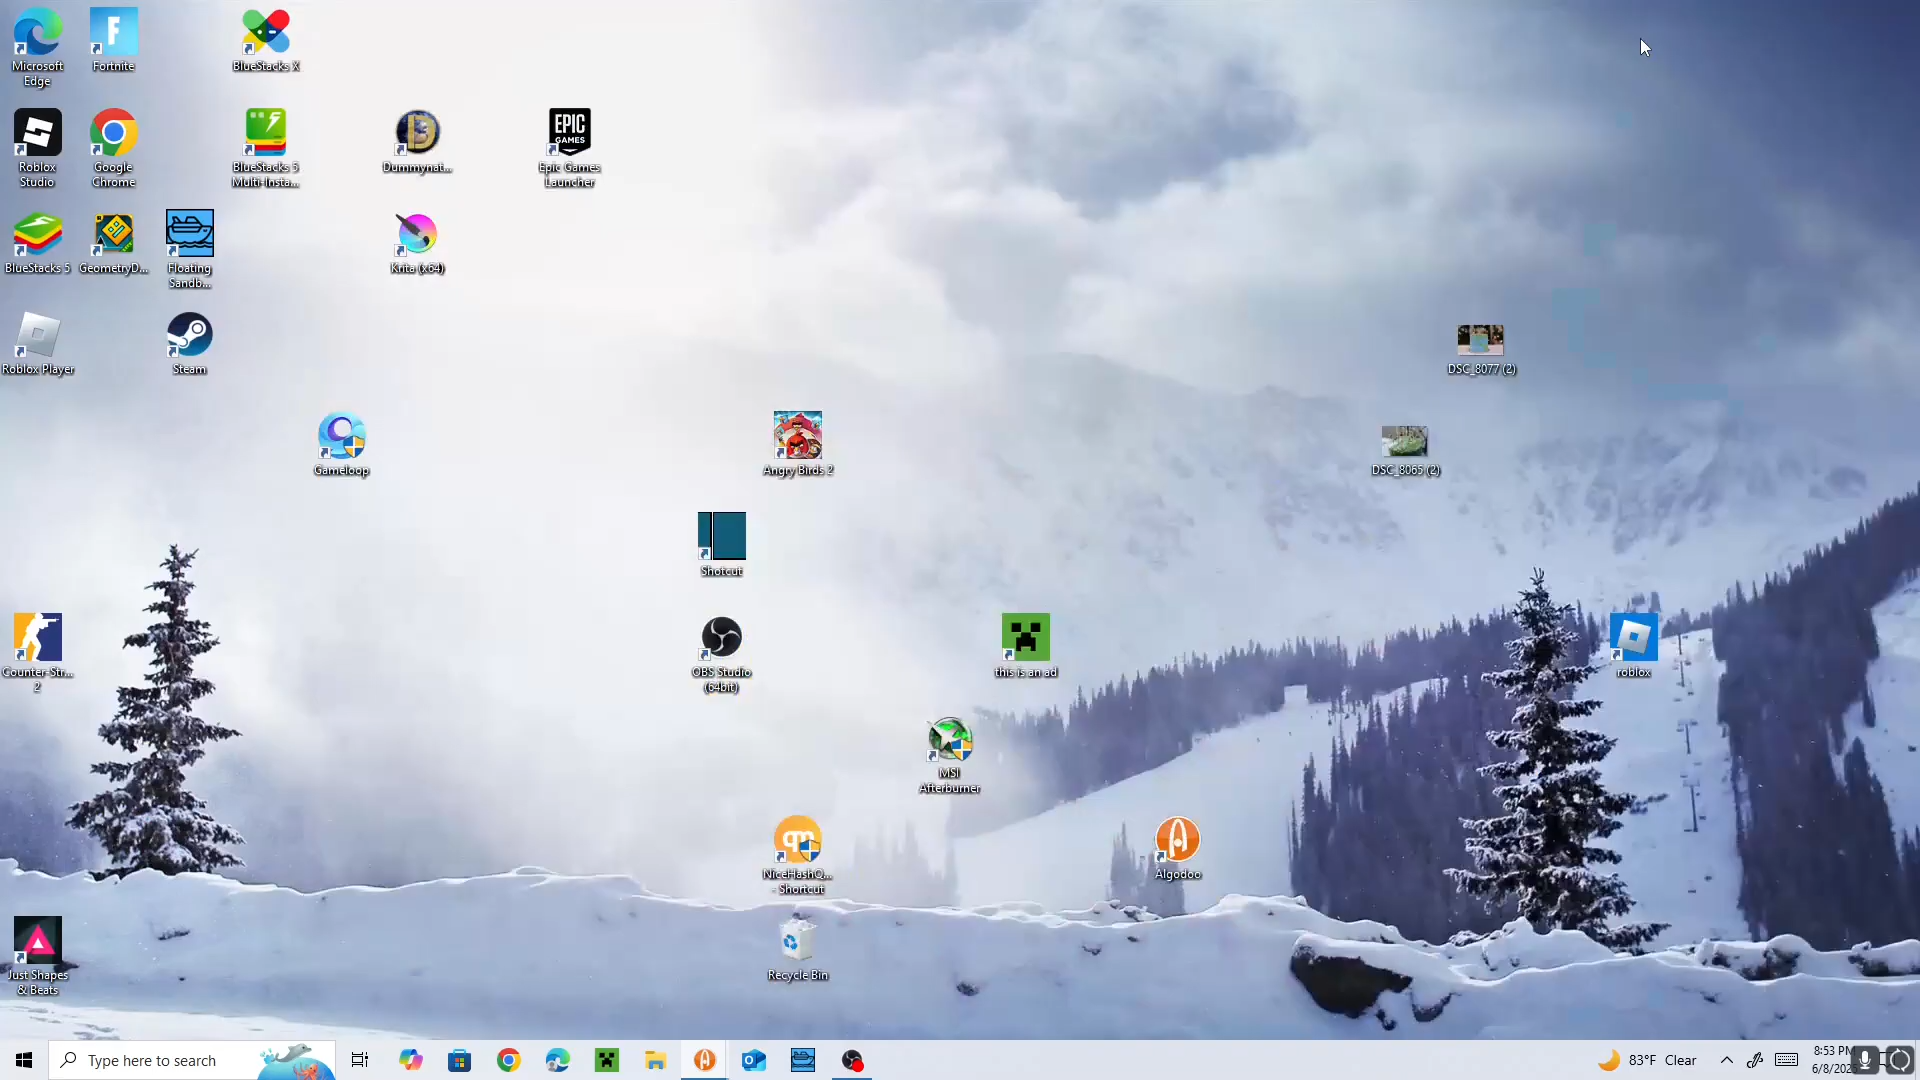 Microsoft
Edge
Fortnite
BlueStacks X
Roblox
Studio
Google
Chrome
BlueStacks 5
Multi-Insta...
Dummynat...
EPIC
GAMES
Epic Games
Launcher
BlueStacks 5
GeometryD...
Floating
Sandb...
Krita (x64)
Roblox Player
Steam
DSC_8077 (2)
Gameloop
Angry Birds 2
DSC_8065 (2)
Shotcut
Counter-Str...
2
OBS Studio
(64bit)
this is an ad
roblox
MSI
Afterburner
NiceHashQ...
- Shortcut
Algodoo
Just Shapes
& Beats
Recycle Bin
Type here to search
83°F Clear
8:53 PM